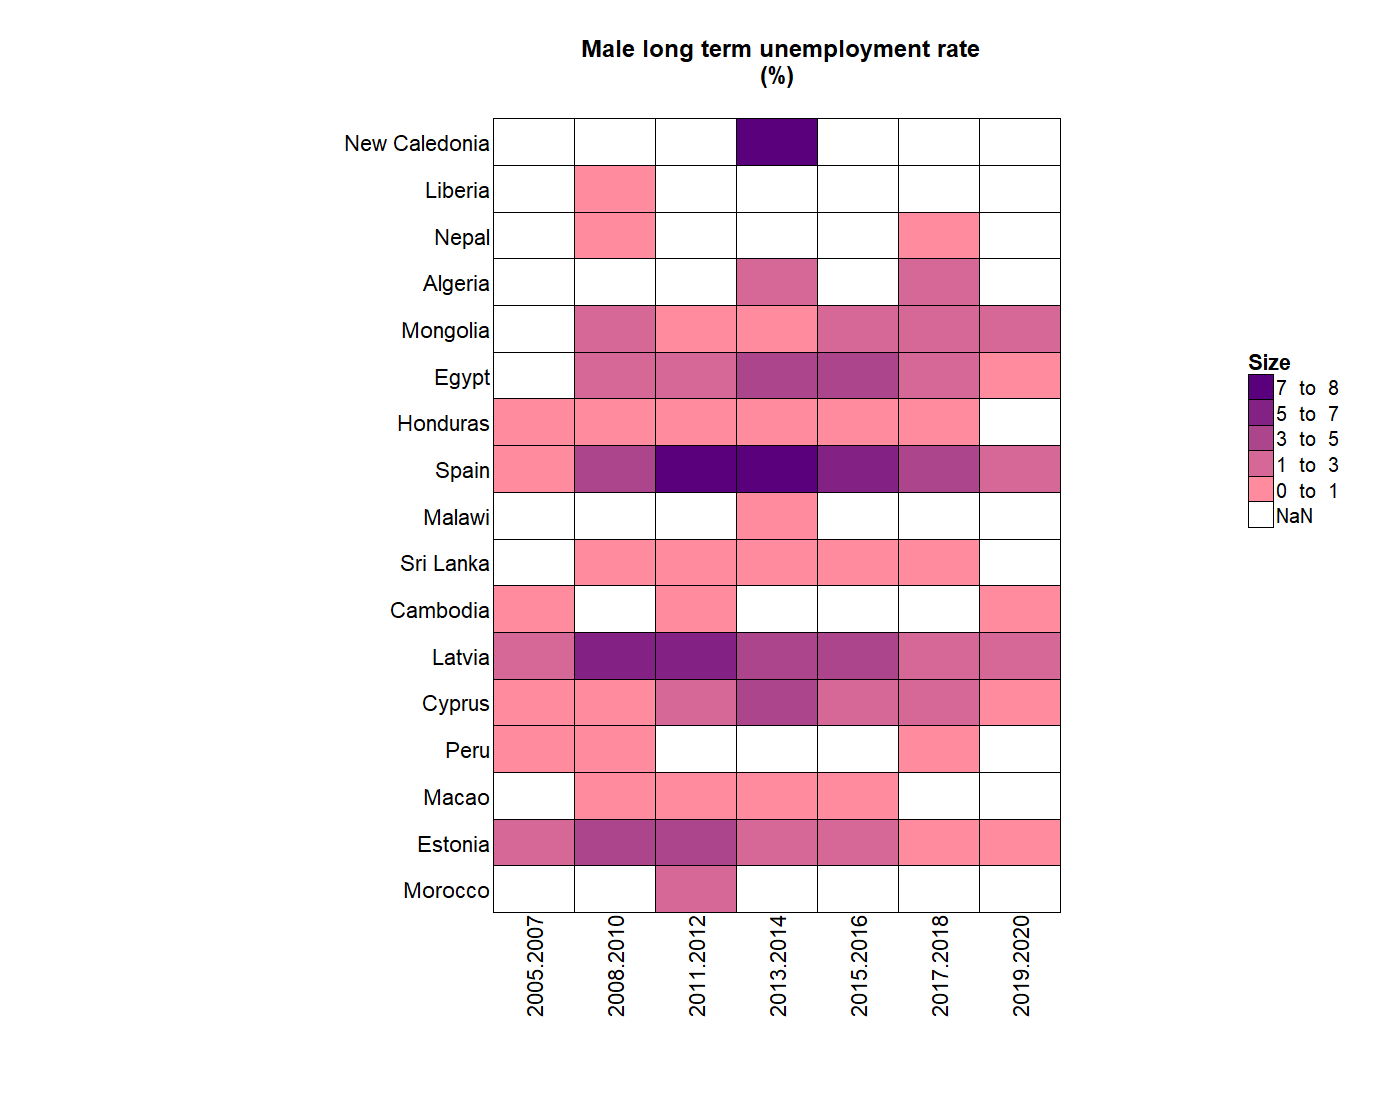 Male long term unemployment rate
(%)
New Caledonia
Liberia
Nepal
Algeria
Mongolia
Egypt
Honduras
Spain
Malawi
Sri Lanka
Cambodia
Latvia
Cyprus
Peru
Macao
Estonia
Morocco
2005.2007
2008.2010
2011.2012
2013.2014
2015.2016
2017.2018
2019.2020
Size
7 to 8
5 to 7
3 to 5
1 to 3
0 to 1
NaN